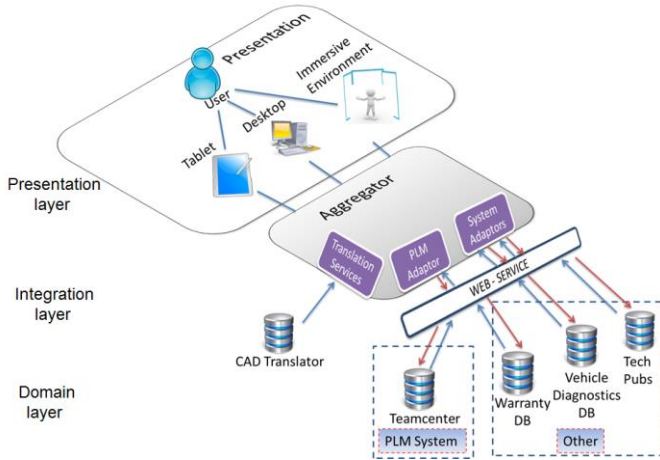 Presentation
User
Immersive
Environment
Desktop
Tablet
Presentation
layer
Aggregator
Translation
Services
PLM
Adaptor
System
Adaptors
WEB - SERVICE
Integration
layer
CAD Translator
Domain
layer
Teamcenter
PLM System
Warranty
DB
Vehicle
Diagnostics
DB
Tech
Pubs
Other